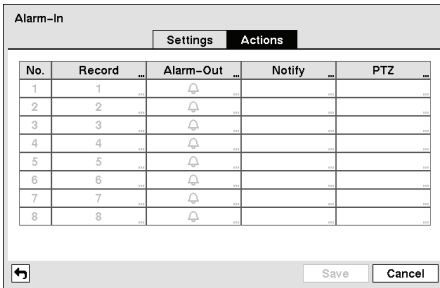 Alarm-In
Settings Actions
No. Record ... Alarm-Out ... Notify ... PTZ ...
1 1 ... ... ... ...
2 2 ... ... ... ...
3 3 ... ... ... ...
4 4 ... ... ... ...
5 5 ... ... ... ...
6 6 ... ... ... ...
7 7 ... ... ... ...
8 8 ... ... ... ...
Save Cancel